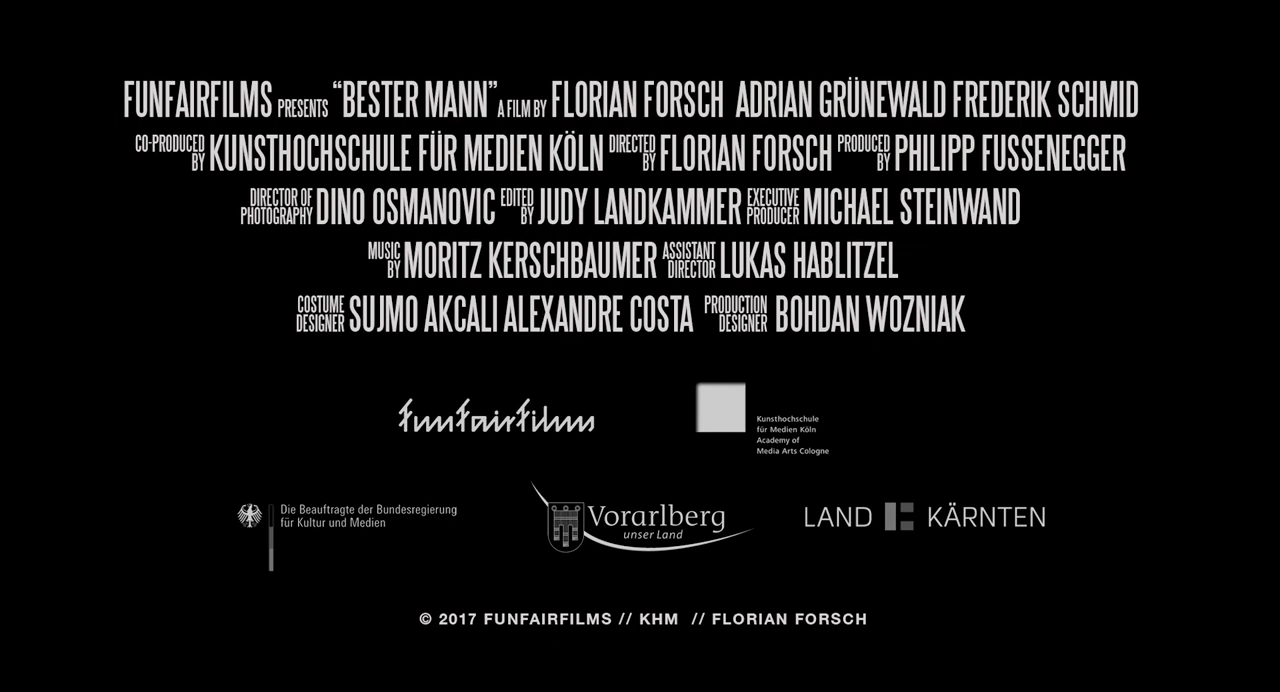 FUNFAIRFILMS PRESENTS “BESTER MANN” A FILM BY FLORIAN FORSCH ADRIAN GRÜNEWALD FREDERIK SCHMID
CO-PRODUCED BY KUNSTHOCHSCHULE FÜR MEDIEN KÖLN DIRECTED BY FLORIAN FORSCH PRODUCED BY PHILIPP FUSSENEGGER
DIRECTOR OF PHOTOGRAPHY DINO OSMANOVIC EDITED BY JUDY LANDKAMMER EXECUTIVE PRODUCER MICHAEL STEINWAND
MUSIC BY MORITZ KERSCHBAUMER ASSISTANT DIRECTOR LUKAS HABLITZEL
COSTUME DESIGNER SUJMO AKCALI ALEXANDRE COSTA PRODUCTION DESIGNER BOHDAN WOZNIAK
FunFairFilms
Kunsthochschule
für Medien Köln
Academy of
Media Arts Cologne
Die Beauftragte der Bundesregierung
für Kultur und Medien
Vorarlberg
unser Land
LAND KÄRNTEN
© 2017 FUNFAIRFILMS // KHM // FLORIAN FORSCH